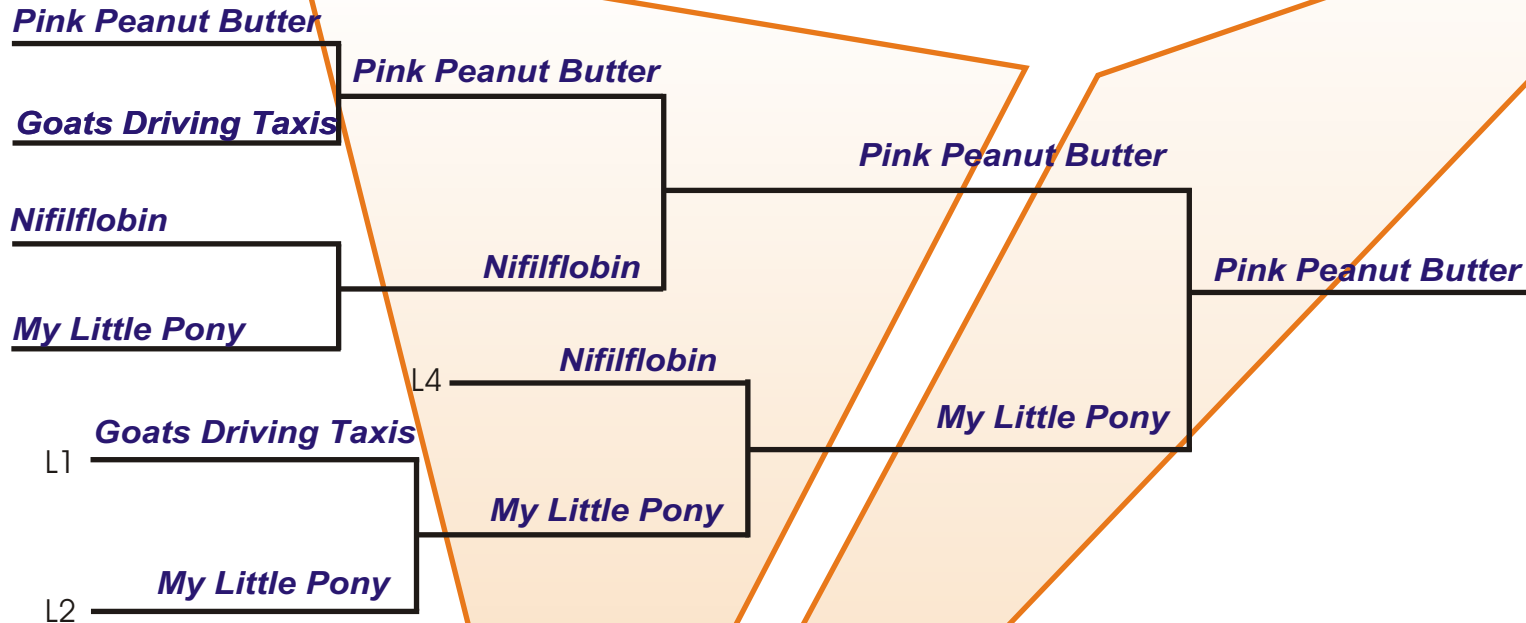 Pink Peanut Butter
Pink Peanut Butter
Goats Driving Taxis
Pink Peanut Butter
Nifilflobin
Nifilflobin
Pink Peanut Butter
My Little Pony
Nifilflobin
L4
My Little Pony
Goats Driving Taxis
L1
My Little Pony
My Little Pony
L2